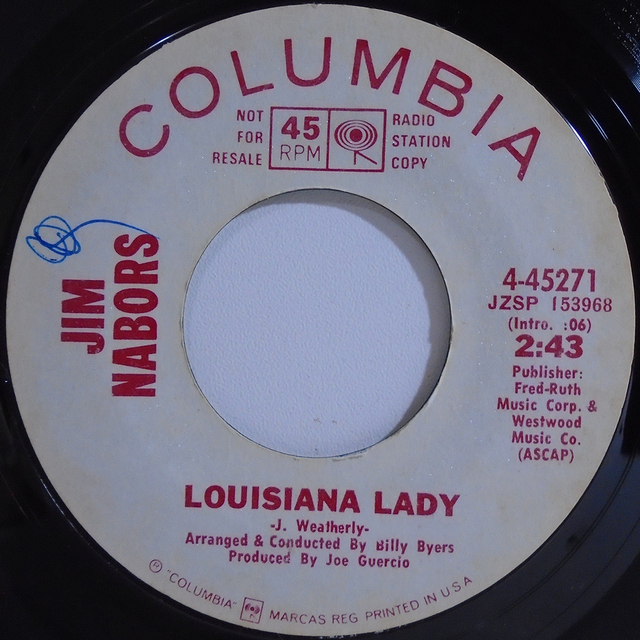 COLUMBIA
NOT
FOR
RESALE
45
RPM
RADIO
STATION
COPY
JIM
NABORS
4-45271
JZSP 153968
(Intro. :06)
2:43
Publisher:
Fred-Ruth
Music Corp. &
Westwood
Music Co.
(ASCAP)
LOUISIANA LADY
-J. Weatherly-
Arranged & Conducted By Billy Byers
Produced By Joe Guercio
Ⓟ "COLUMBIA" MARCAS REG PRINTED IN U.S.A